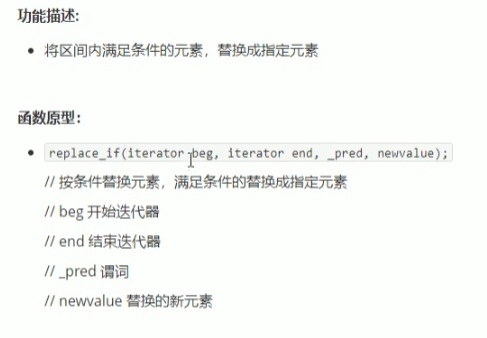 功能描述:
将区间内满足条件的元素，替换成指定元素
函数原型:
replace_if(iterator beg, iterator end, _pred, newvalue);
// 按条件替换元素，满足条件的替换成指定元素
// beg 开始迭代器
// end 结束迭代器
// _pred 谓词
// newvalue 替换的新元素